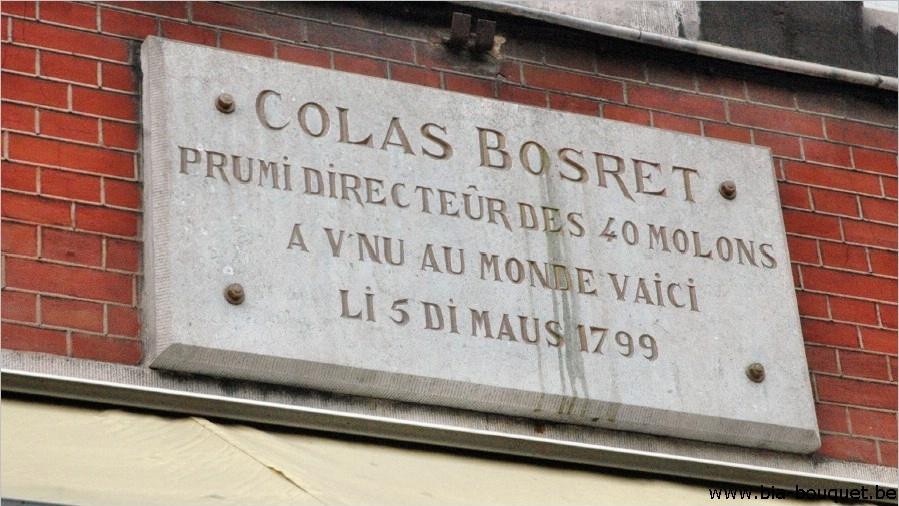 COLAS BOSRET
PRUMI DIRECTEÛR DES 40 MOLONS
A V'NU AU MONDE VAICI
LI 5 DI MAUS 1799
www.bia-bouquet.be